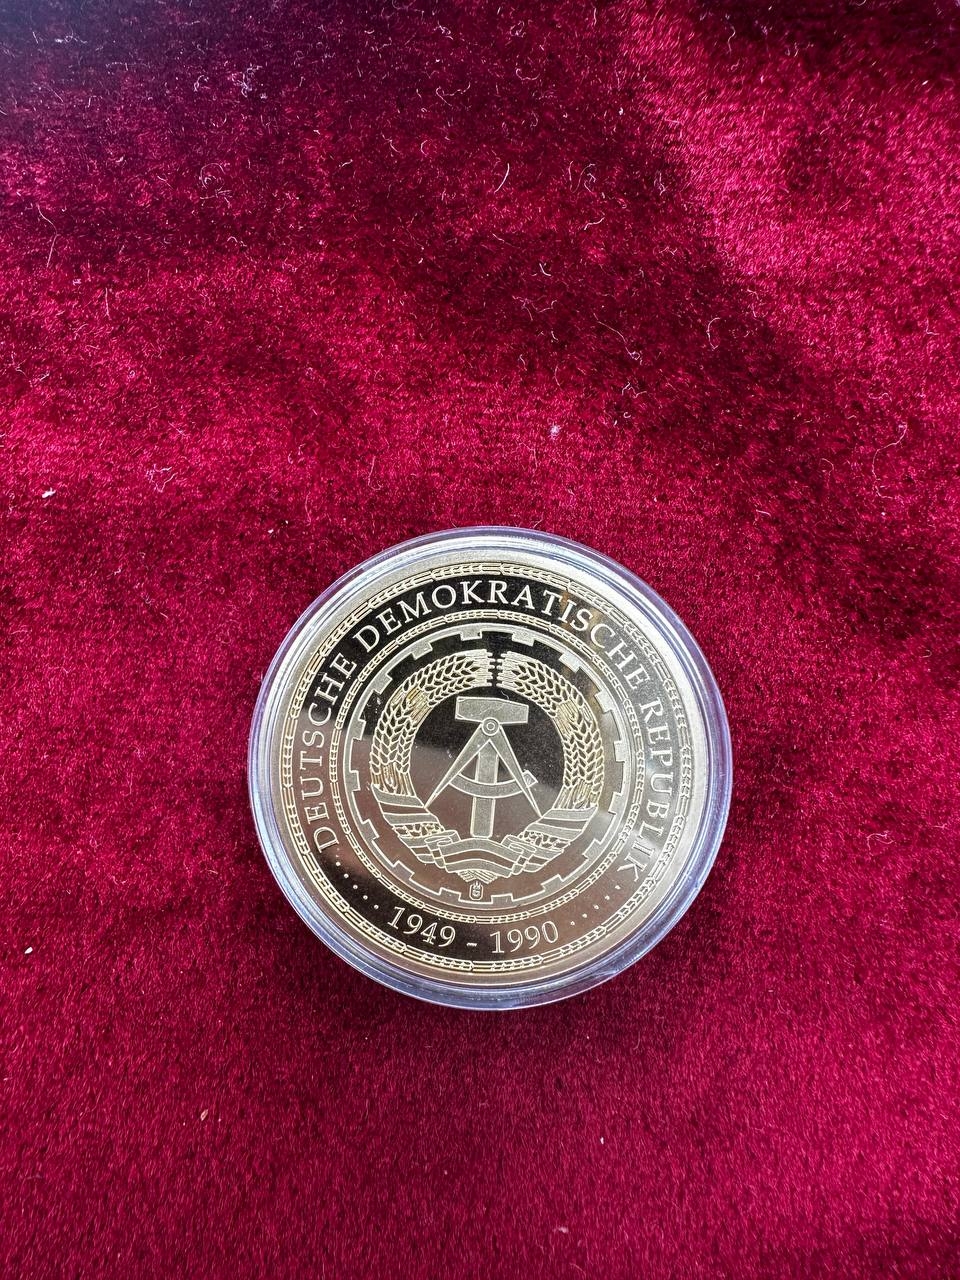 DEUTSCHE DEMOKRATISCHE REPUBLIK
1949 - 1990